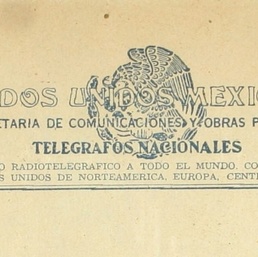 DOS UNIDOS MEXIC
ETARIA DE COMUNICACIONES Y OBRAS P
TELEGRAFOS NACIONALES
O RADIOTELEGRAFICO A TODO EL MUNDO. CO
S UNIDOS DE NORTEAMERICA, EUROPA, CENT